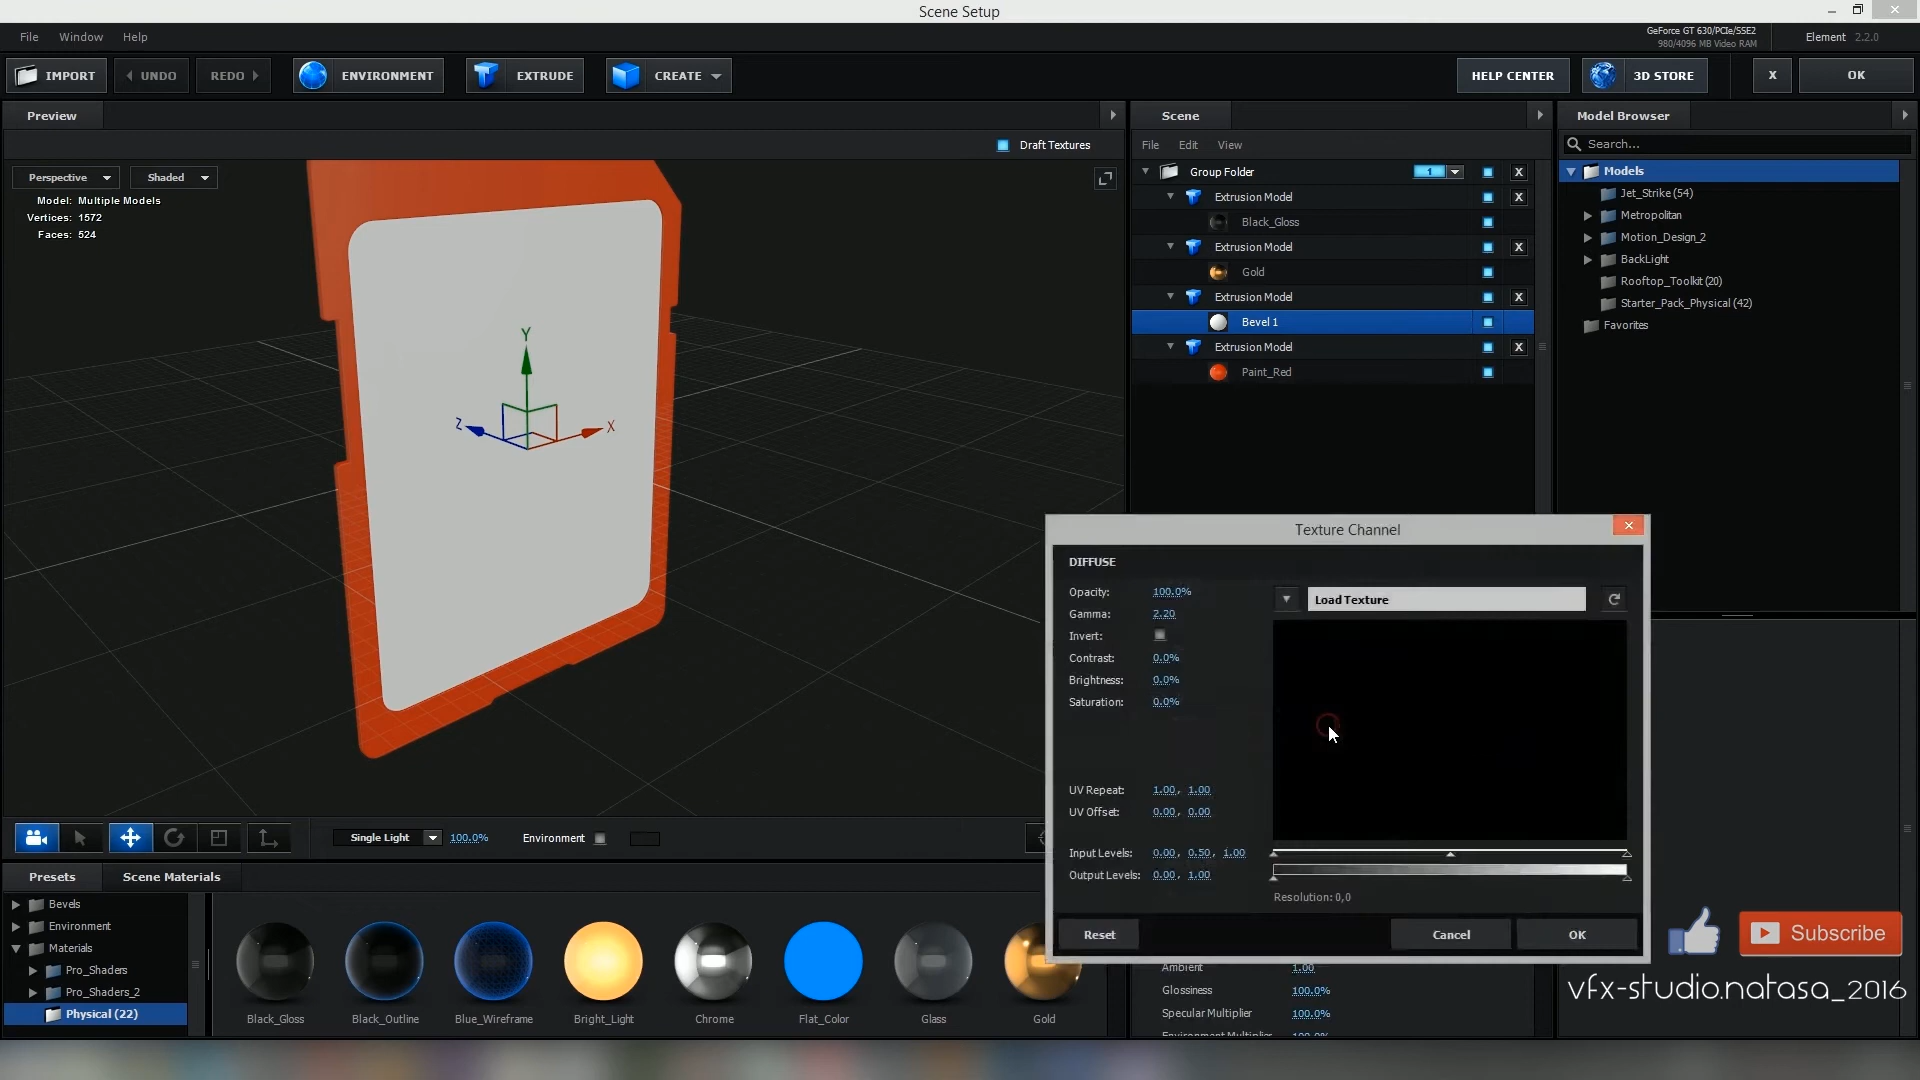 Scene Setup
File Window Help
GeForce GT 630/PCIe/SSE2
980/4096 MB Video RAM
Element 2.2.0
IMPORT UNDO REDO ENVIRONMENT EXTRUDE CREATE HELP CENTER 3D STORE X OK
Preview
Draft Textures
Perspective Shaded
Model: Multiple Models
Vertices: 1572
Faces: 524
Y
Z
X
Scene
File Edit View
Group Folder 1 X
Extrusion Model X
Black_Gloss
Extrusion Model X
Gold
Extrusion Model X
Bevel 1
Extrusion Model X
Paint_Red
Model Browser
Search...
Models
Jet_Strike (54)
Metropolitan
Motion_Design_2
BackLight
Rooftop_Toolkit (20)
Starter_Pack_Physical (42)
Favorites
Texture Channel
DIFFUSE
Opacity: 100.0%
Gamma: 2.20
Invert:
Contrast: 0.0%
Brightness: 0.0%
Saturation: 0.0%
UV Repeat: 1.00, 1.00
UV Offset: 0.00, 0.00
Input Levels: 0.00, 0.50, 1.00
Output Levels: 0.00, 1.00
Load Texture
Resolution: 0,0
Reset Cancel OK
Single Light 100.0% Environment
Presets Scene Materials
Bevels
Environment
Materials
Pro_Shaders
Pro_Shaders_2
Physical (22)
Black_Gloss Black_Outline Blue_Wireframe Bright_Light Chrome Flat_Color Glass Gold
Ambient 1.00
Glossiness 100.0%
Specular Multiplier 100.0%
Environment Multiplier 100.0%
Subscribe
vfx-studio.natasa_2016